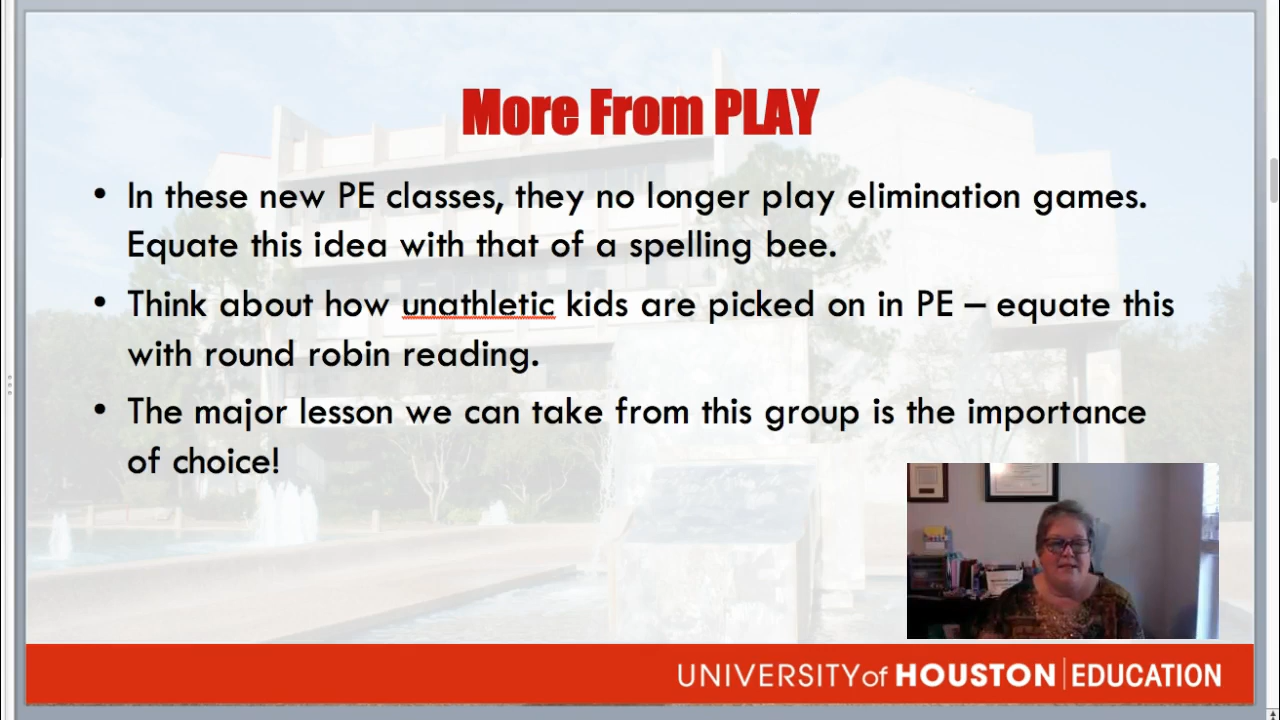 More From PLAY
• In these new PE classes, they no longer play elimination games.
Equate this idea with that of a spelling bee.
• Think about how unathletic kids are picked on in PE – equate this
with round robin reading.
• The major lesson we can take from this group is the importance
of choice!
UNIVERSITY of HOUSTON | EDUCATION